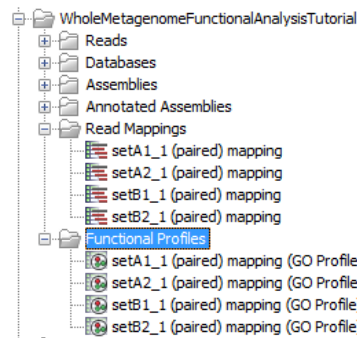 WholeMetagenomeFunctionalAnalysisTutorial
Reads
Databases
Assemblies
Annotated Assemblies
Read Mappings
setA1_1 (paired) mapping
setA2_1 (paired) mapping
setB1_1 (paired) mapping
setB2_1 (paired) mapping
Functional Profiles
setA1_1 (paired) mapping (GO Profile
setA2_1 (paired) mapping (GO Profile
setB1_1 (paired) mapping (GO Profile
setB2_1 (paired) mapping (GO Profile